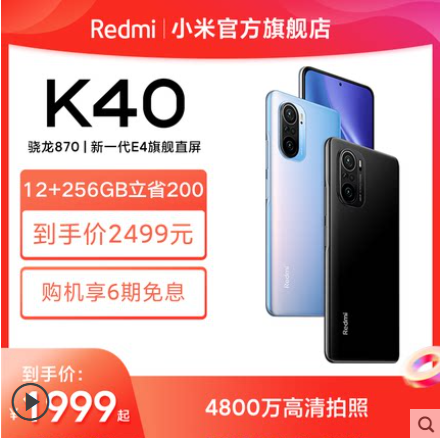 Redmi | 小米官方旗舰店
K40
骁龙870 | 新一代E4旗舰直屏
12+256GB立省200
到手价2499元
购机享6期免息
Redmi
Redmi
到手价：
¥1999起
4800万高清拍照